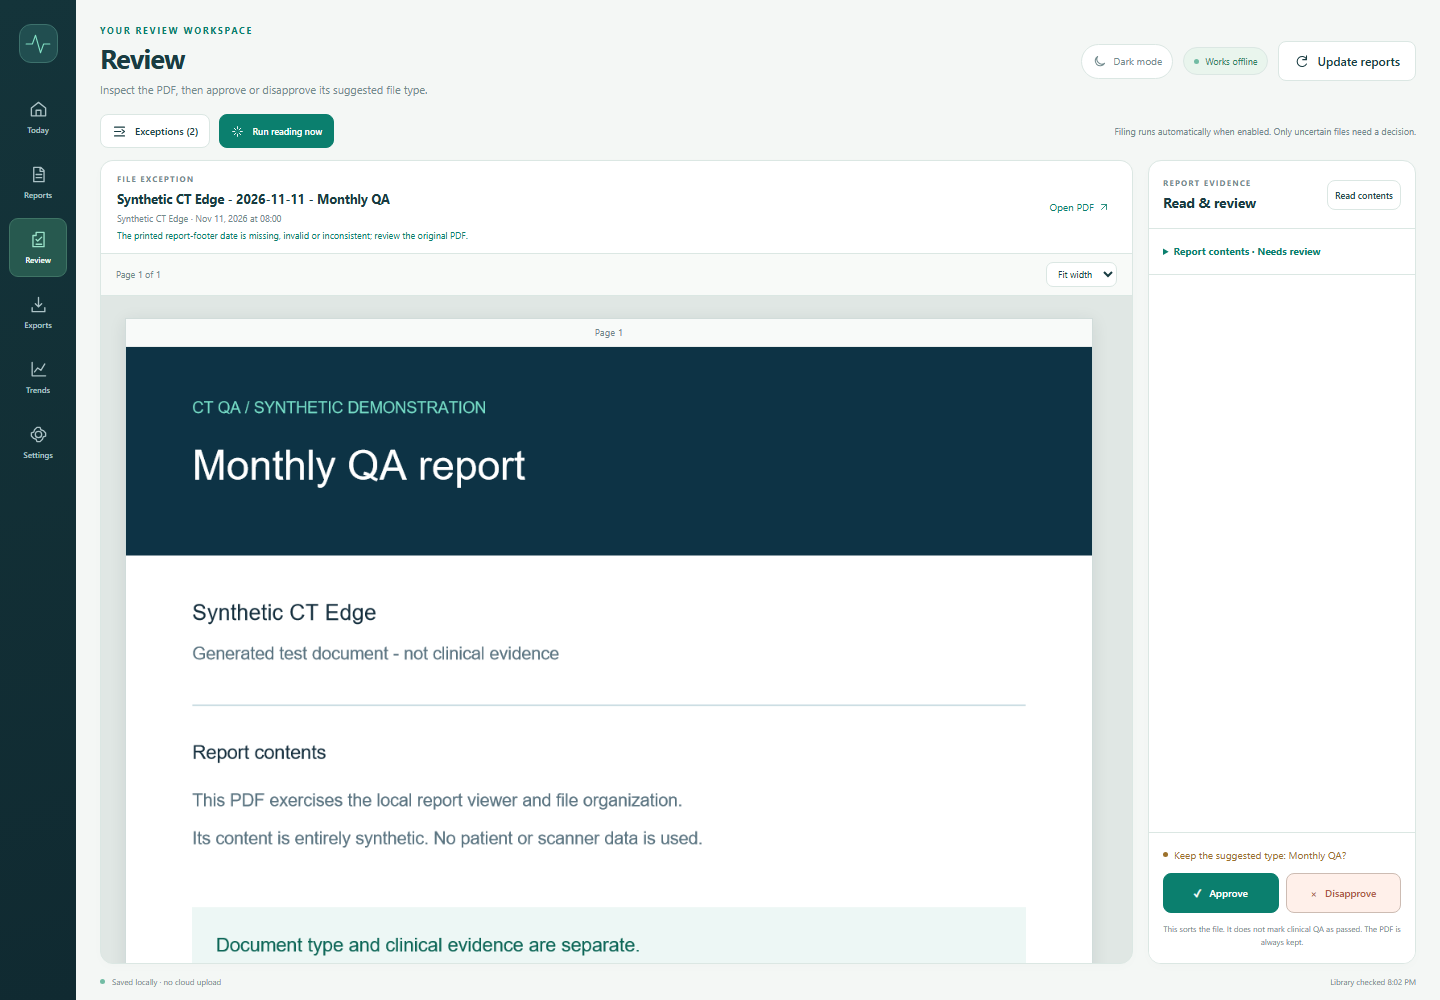 YOUR REVIEW WORKSPACE
Review
Inspect the PDF, then approve or disapprove its suggested file type.
Dark mode
Works offline
Update reports
Today
Reports
Review
Exports
Trends
Settings
Exceptions (2)
Run reading now
Filing runs automatically when enabled. Only uncertain files need a decision.
FILE EXCEPTION
Synthetic CT Edge - 2026-11-11 - Monthly QA
Synthetic CT Edge · Nov 11, 2026 at 08:00
The printed report-footer date is missing, invalid or inconsistent; review the original PDF.
Open PDF
Page 1 of 1
Fit width
Page 1
CT QA / SYNTHETIC DEMONSTRATION
Monthly QA report
Synthetic CT Edge
Generated test document - not clinical evidence
Report contents
This PDF exercises the local report viewer and file organization.
Its content is entirely synthetic. No patient or scanner data is used.
Document type and clinical evidence are separate.
REPORT EVIDENCE
Read & review
Read contents
Report contents · Needs review
Keep the suggested type: Monthly QA?
Approve
Disapprove
This sorts the file. It does not mark clinical QA as passed. The PDF is
always kept.
Saved locally · no cloud upload
Library checked 8:02 PM